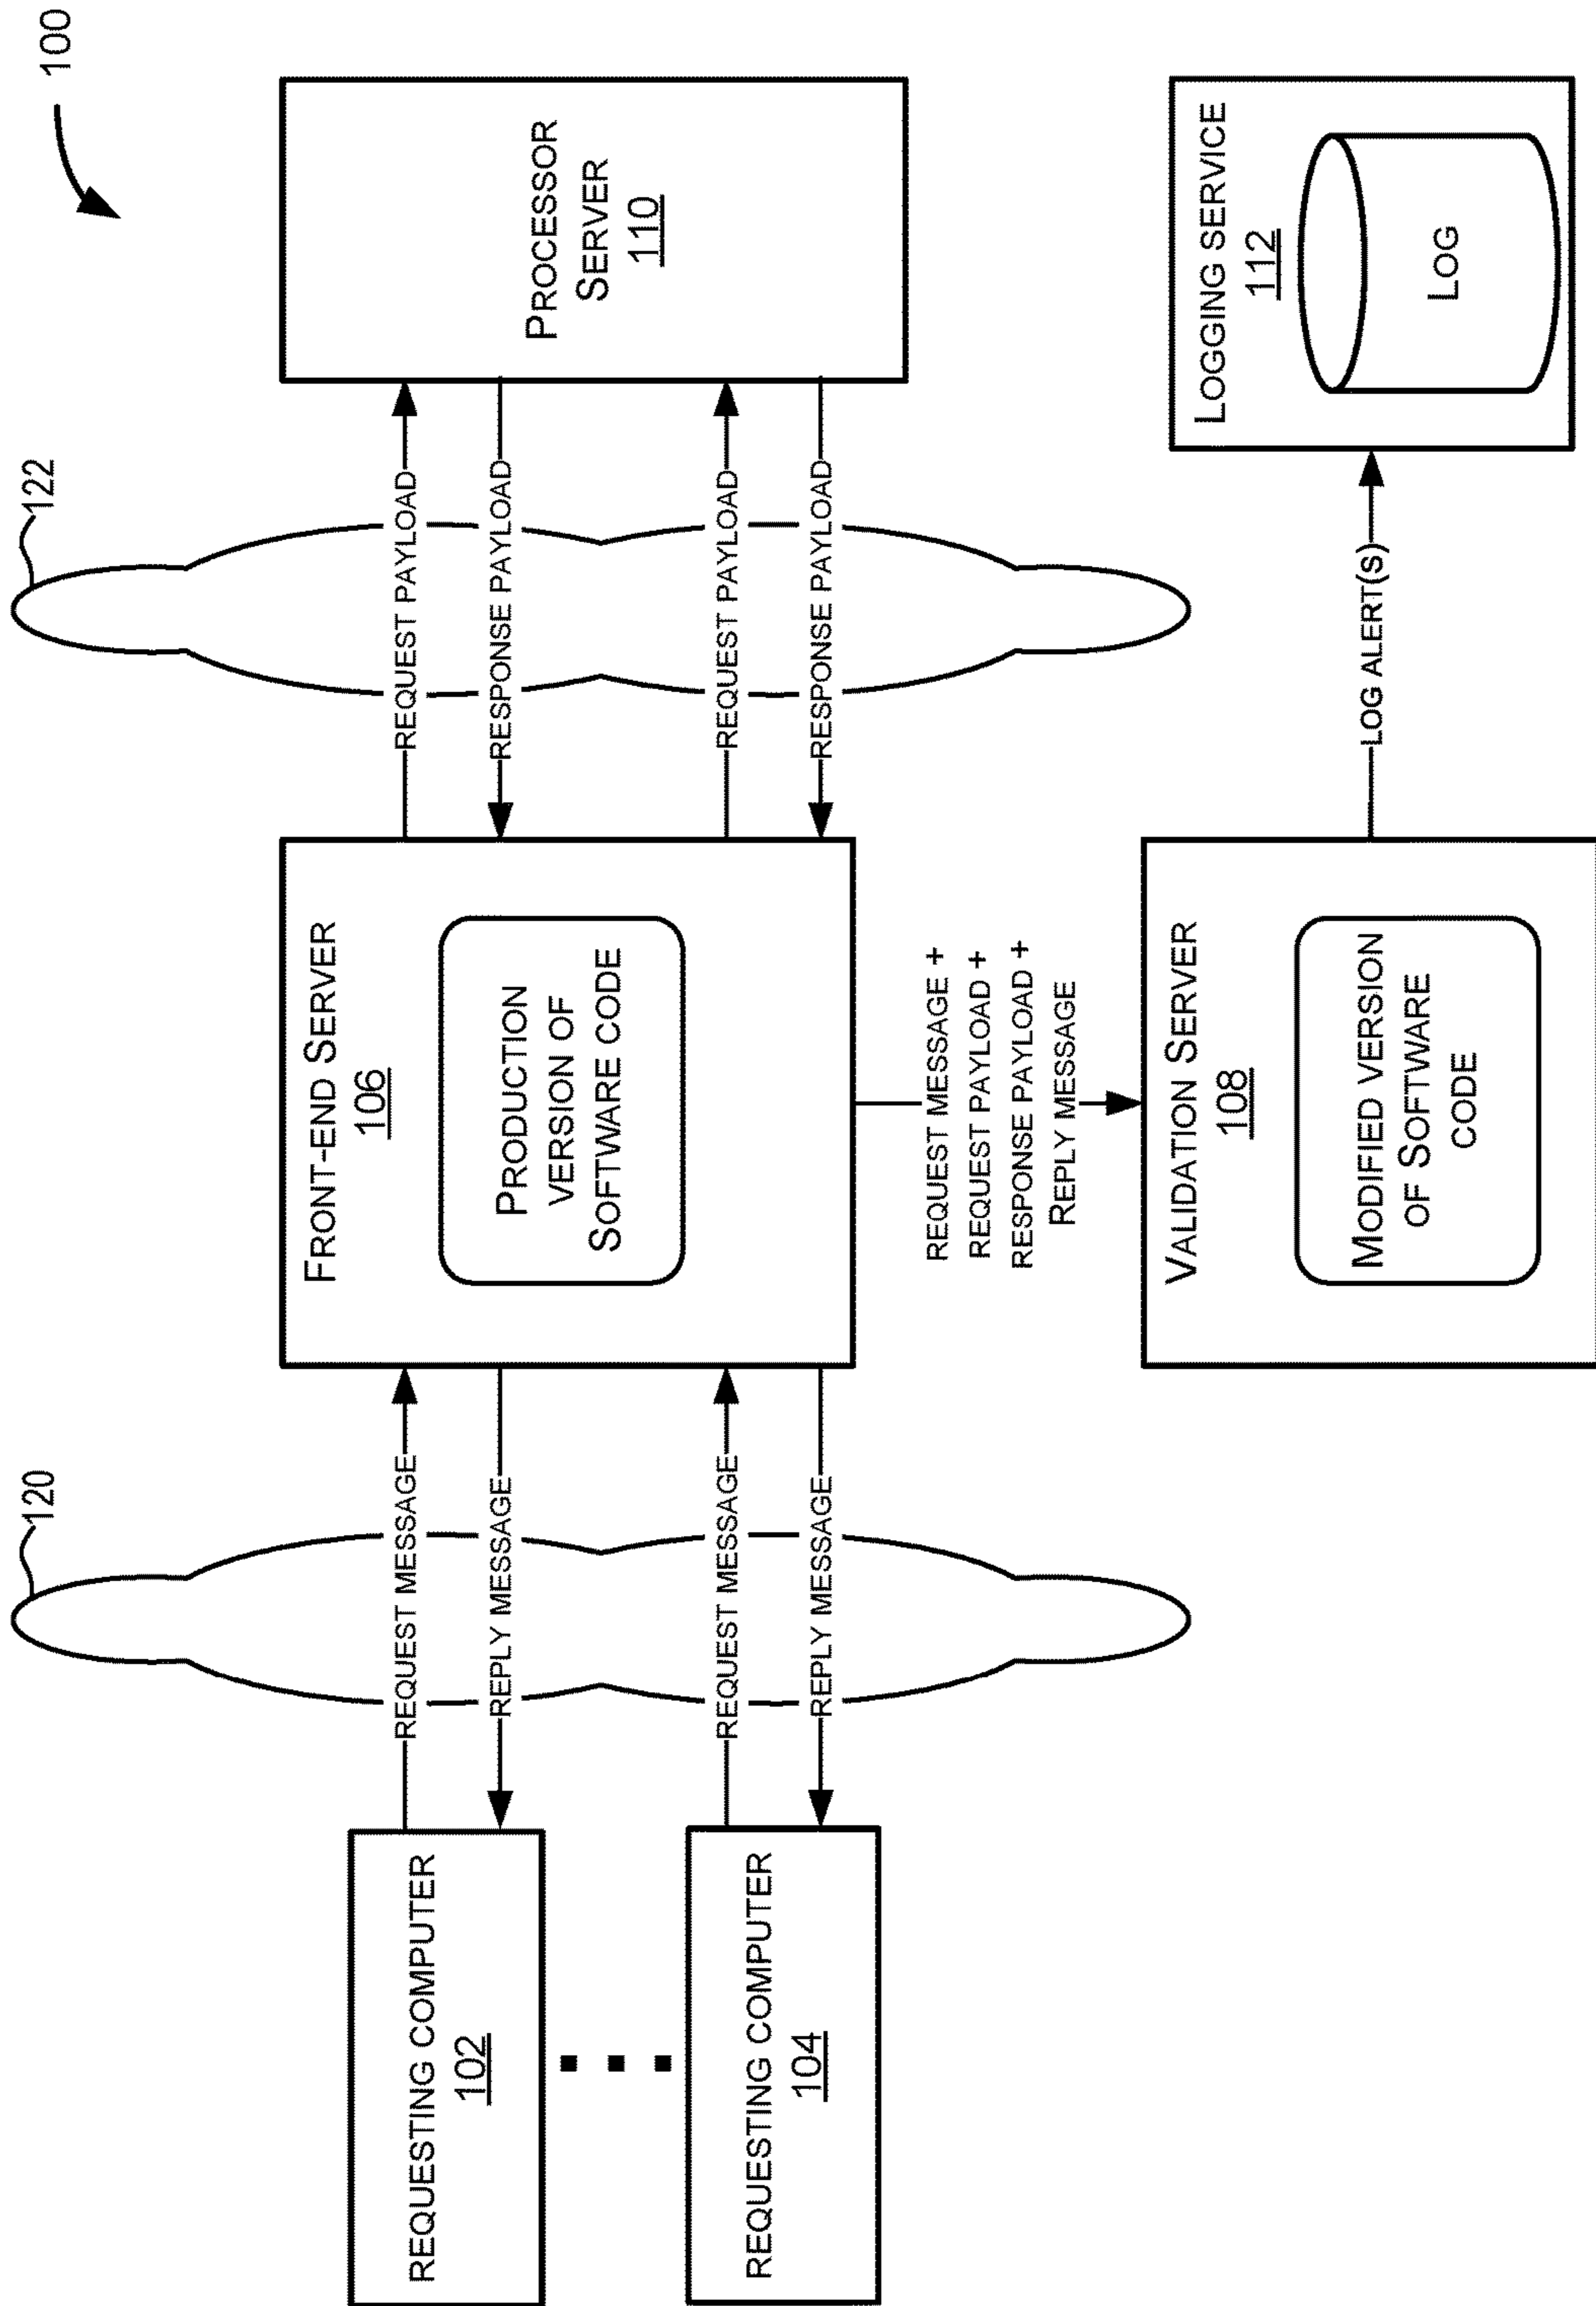 100
120
122
REQUESTING COMPUTER
102
REQUESTING COMPUTER
104
REQUEST MESSAGE
REPLY MESSAGE
REQUEST MESSAGE
REPLY MESSAGE
FRONT-END SERVER
106
PRODUCTION
VERSION OF
SOFTWARE CODE
REQUEST PAYLOAD
RESPONSE PAYLOAD
REQUEST PAYLOAD
RESPONSE PAYLOAD
PROCESSOR
SERVER
110
REQUEST MESSAGE +
REQUEST PAYLOAD +
RESPONSE PAYLOAD +
REPLY MESSAGE
VALIDATION SERVER
108
MODIFIED VERSION
OF SOFTWARE
CODE
LOG ALERT(S)
LOGGING SERVICE
112
LOG